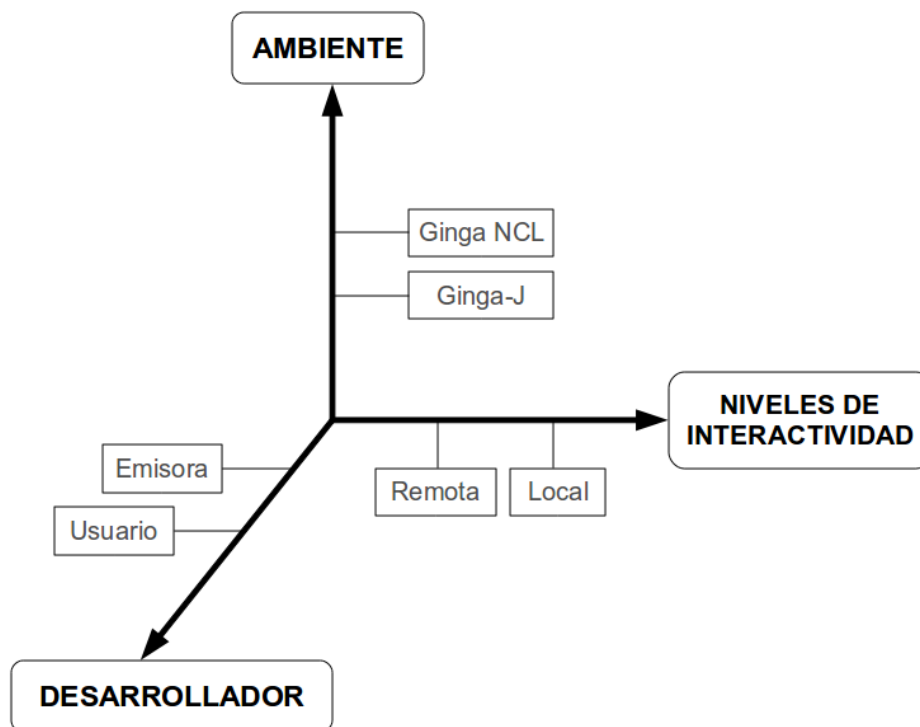 AMBIENTE
Ginga NCL
Ginga-J
NIVELES DE
INTERACTIVIDAD
Emisora
Remota
Local
Usuario
DESARROLLADOR